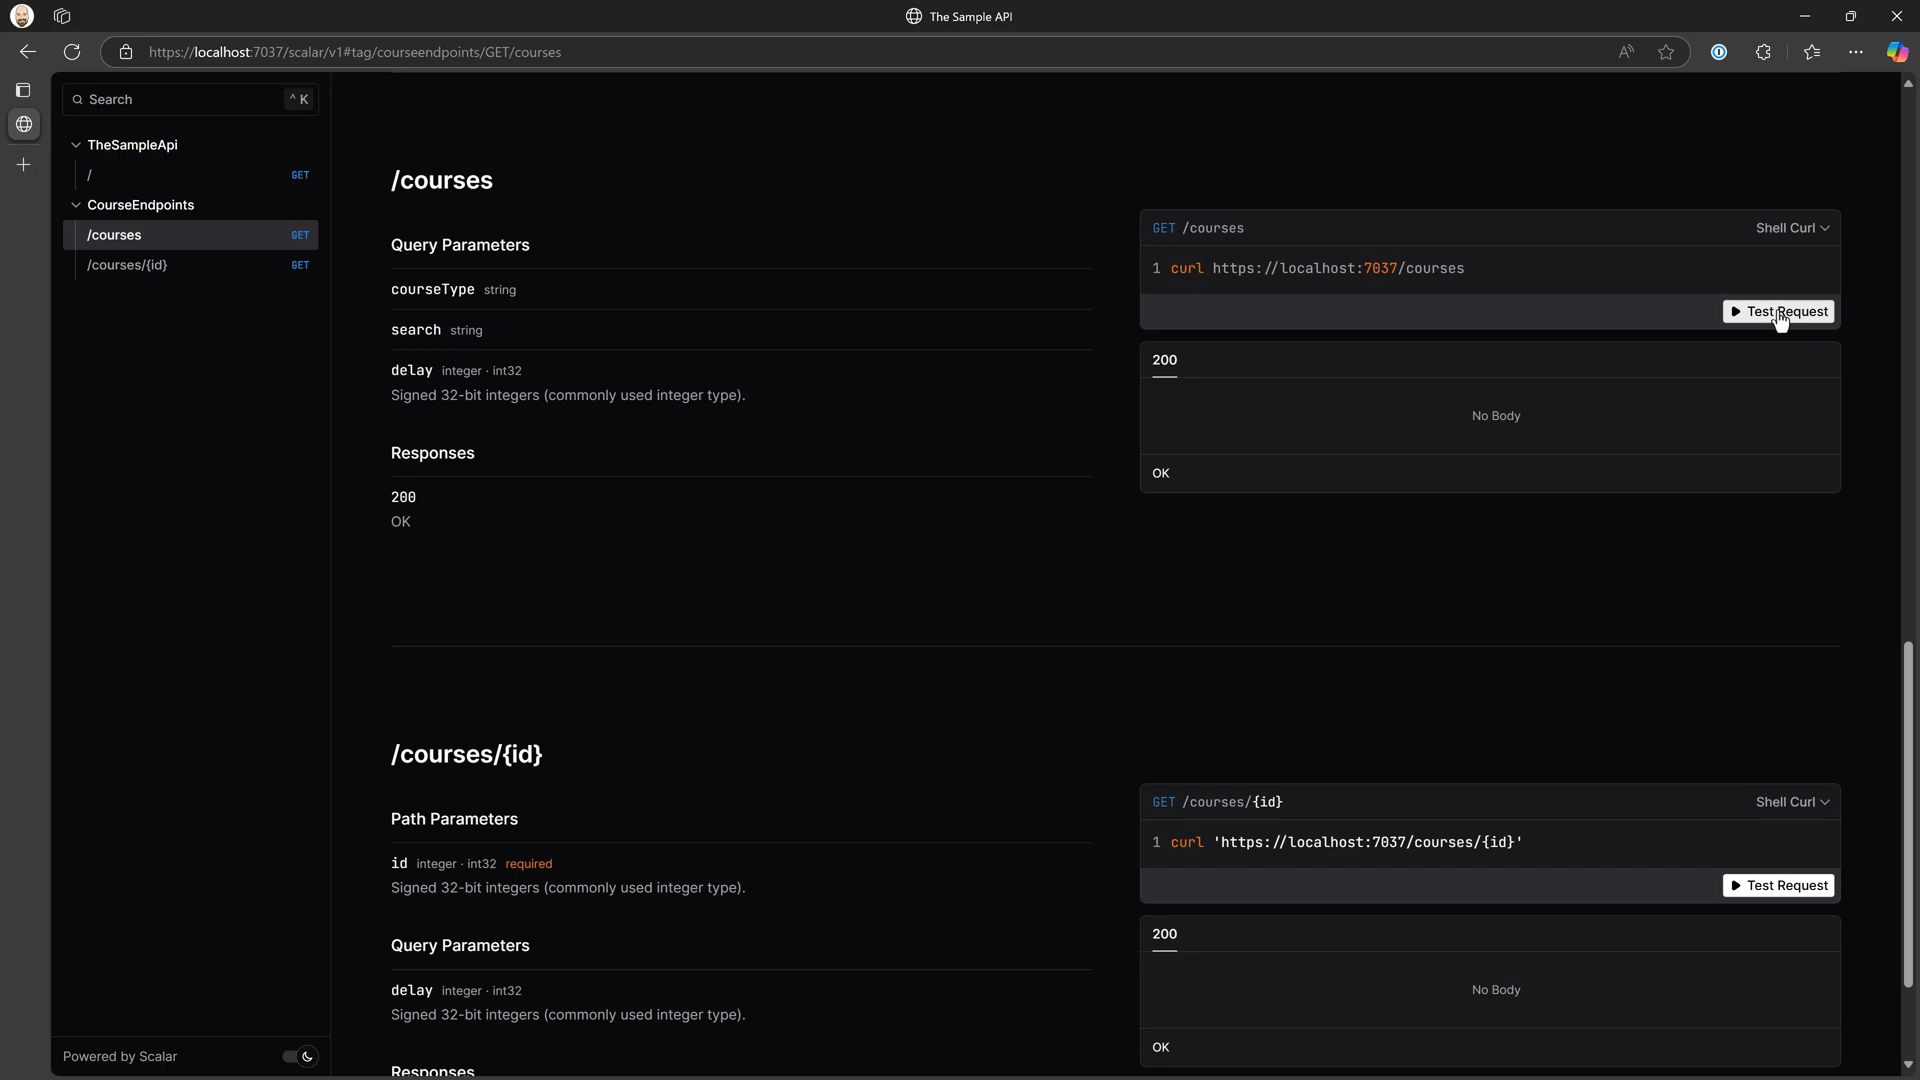 The Sample API
https://localhost:7037/scalar/v1#tag/courseendpoints/GET/courses
Search ^ K
TheSampleApi
/ GET
CourseEndpoints
/courses GET
/courses/{id} GET
Powered by Scalar
/courses
Query Parameters
courseType string
search string
delay integer · int32
Signed 32-bit integers (commonly used integer type).
Responses
200
OK
GET /courses Shell Curl
1 curl https://localhost:7037/courses
Test Request
200
No Body
OK
/courses/{id}
Path Parameters
id integer · int32 required
Signed 32-bit integers (commonly used integer type).
Query Parameters
delay integer · int32
Signed 32-bit integers (commonly used integer type).
Responses
GET /courses/{id} Shell Curl
1 curl 'https://localhost:7037/courses/{id}'
Test Request
200
No Body
OK